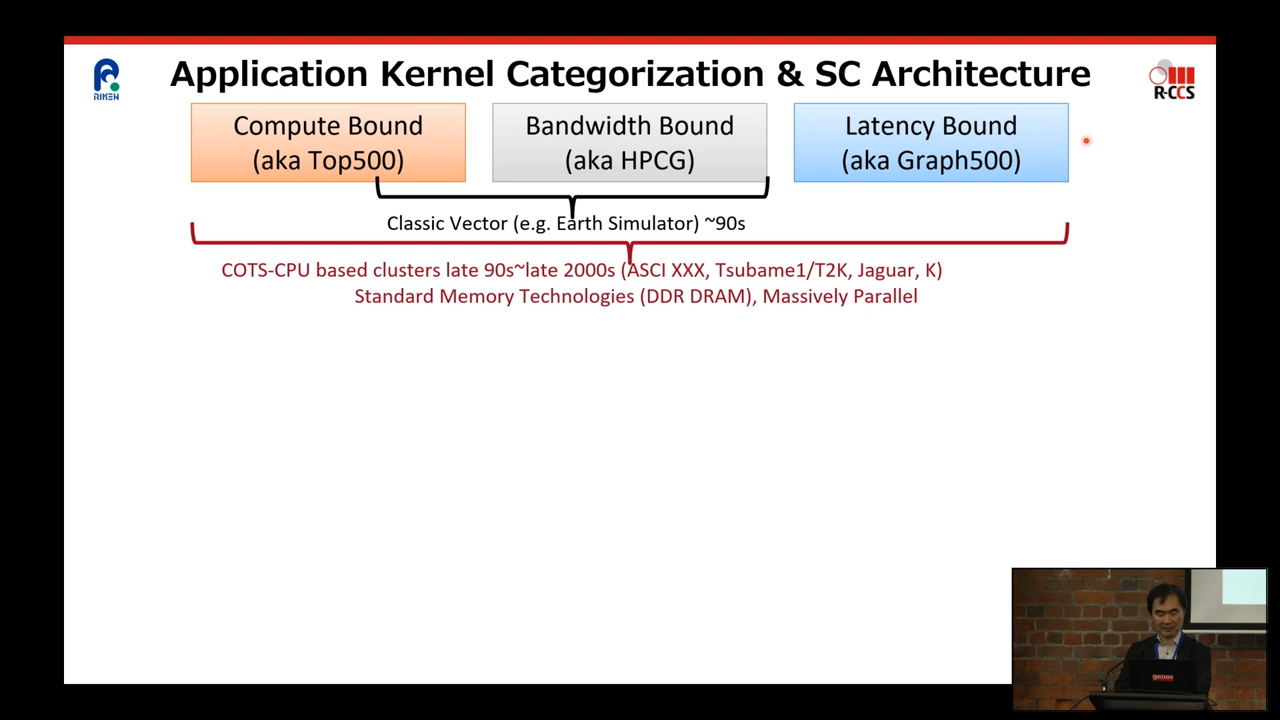 Application Kernel Categorization & SC Architecture
RIKEN
R-CCS
Compute Bound
(aka Top500)
Bandwidth Bound
(aka HPCG)
Latency Bound
(aka Graph500)
Classic Vector (e.g. Earth Simulator) ~90s
COTS-CPU based clusters late 90s~late 2000s (ASCI XXX, Tsubame1/T2K, Jaguar, K)
Standard Memory Technologies (DDR DRAM), Massively Parallel